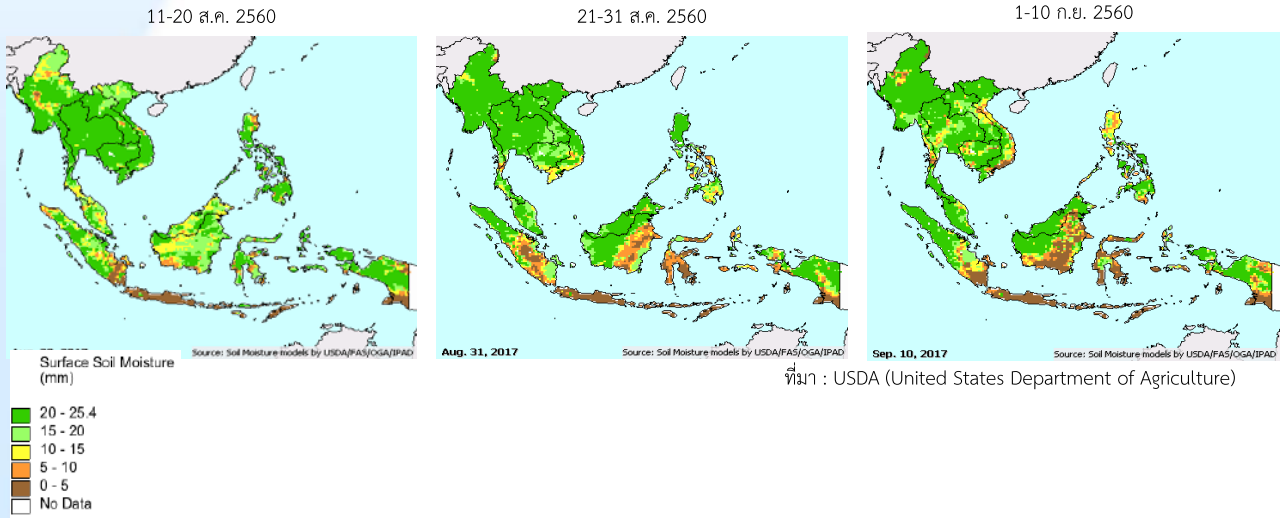 11-20 ส.ค. 2560
21-31 ส.ค. 2560
1-10 ก.ย. 2560
Source: Soil Moisture models by USDA/FAS/OGA/IPAD
Aug. 31, 2017
Source: Soil Moisture models by USDA/FAS/OGA/IPAD
Sep. 10, 2017
Source: Soil Moisture models by USDA/FAS/OGA/IPAD
ที่มา : USDA (United States Department of Agriculture)
Surface Soil Moisture
(mm)
20 - 25.4
15 - 20
10 - 15
5 - 10
0 - 5
No Data